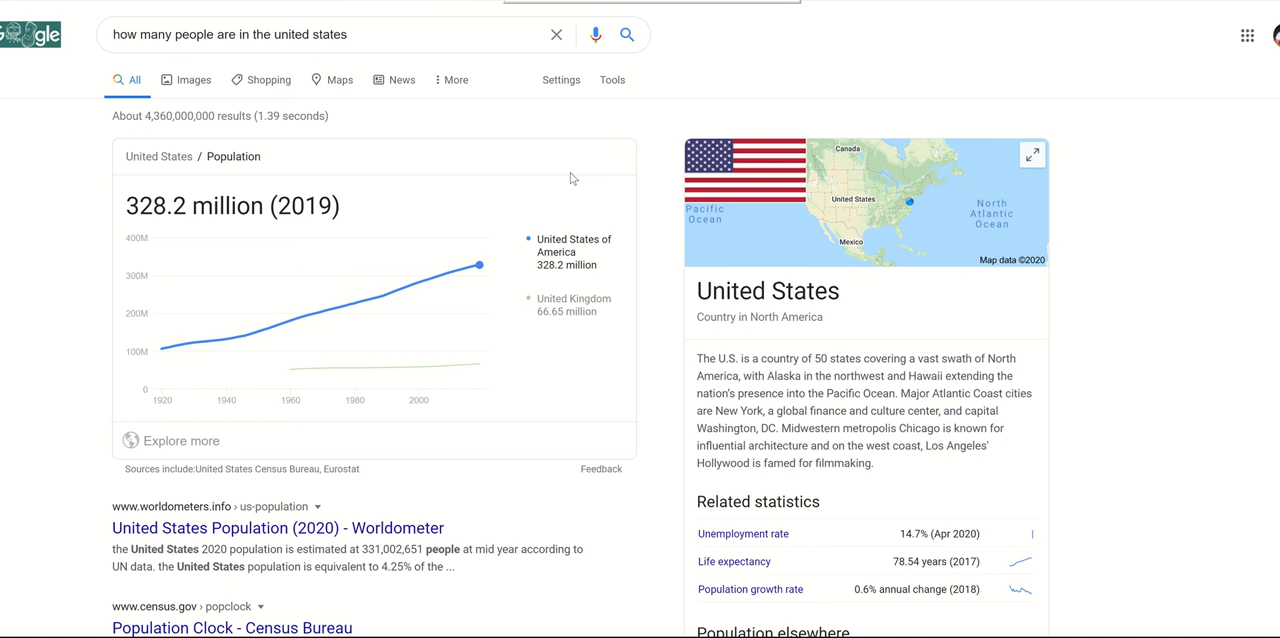 Google
how many people are in the united states
All Images Shopping Maps News More Settings Tools
About 4,360,000,000 results (1.39 seconds)
United States / Population
328.2 million (2019)
400M
300M
200M
100M
0
1920 1940 1960 1980 2000
United States of
America
328.2 million
United Kingdom
66.65 million
Explore more
Sources include:United States Census Bureau, Eurostat
Feedback
www.worldometers.info › us-population
United States Population (2020) - Worldometer
the United States 2020 population is estimated at 331,002,651 people at mid year according to
UN data. the United States population is equivalent to 4.25% of the ...
www.census.gov › popclock
Population Clock - Census Bureau
Canada
United States
Mexico
Pacific
Ocean
North
Atlantic
Ocean
Map data ©2020
United States
Country in North America
The U.S. is a country of 50 states covering a vast swath of North
America, with Alaska in the northwest and Hawaii extending the
nation's presence into the Pacific Ocean. Major Atlantic Coast cities
are New York, a global finance and culture center, and capital
Washington, DC. Midwestern metropolis Chicago is known for
influential architecture and on the west coast, Los Angeles'
Hollywood is famed for filmmaking.
Related statistics
Unemployment rate 14.7% (Apr 2020)
Life expectancy 78.54 years (2017)
Population growth rate 0.6% annual change (2018)
Population elsewhere